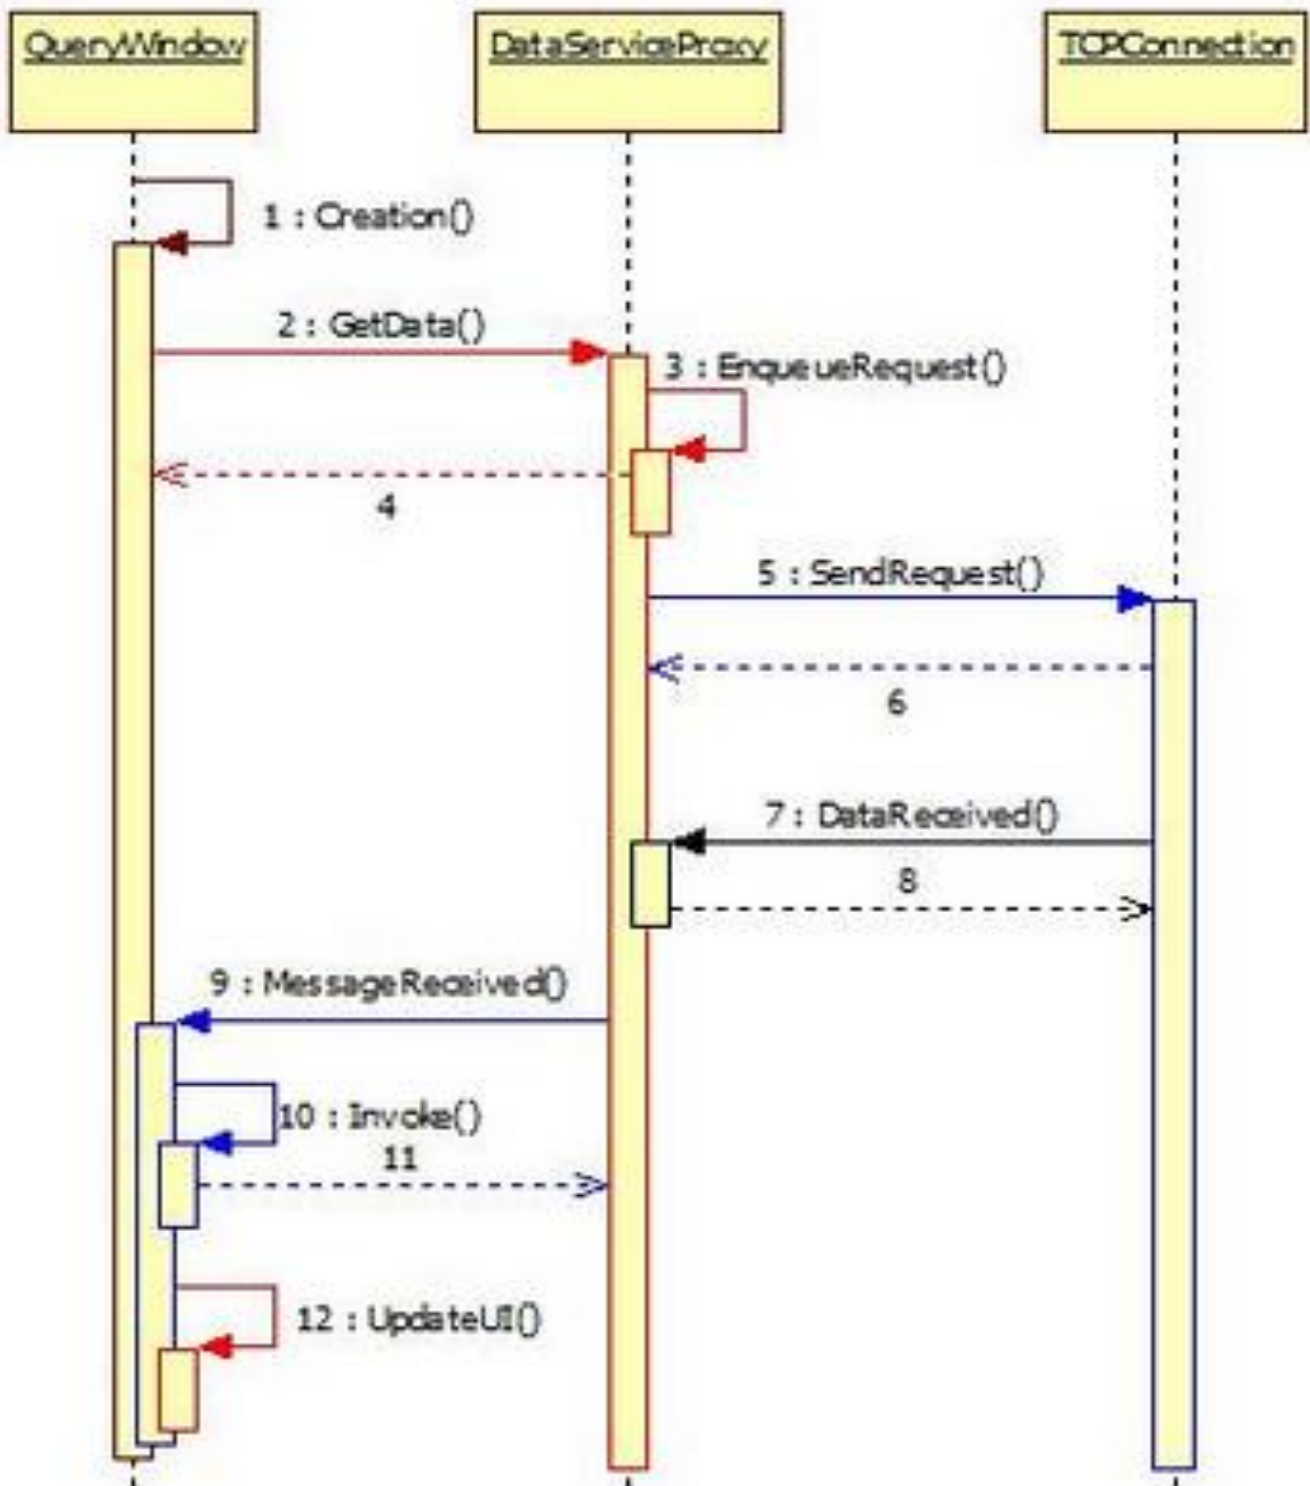 QueryWindow
DataServiceProxy
TCPConnection
1 : Creation()
2 : GetData()
3 : EnqueueRequest()
4
5 : SendRequest()
6
7 : DataReceived()
8
9 : MessageReceived()
10 : Invoke()
11
12 : UpdateUI()